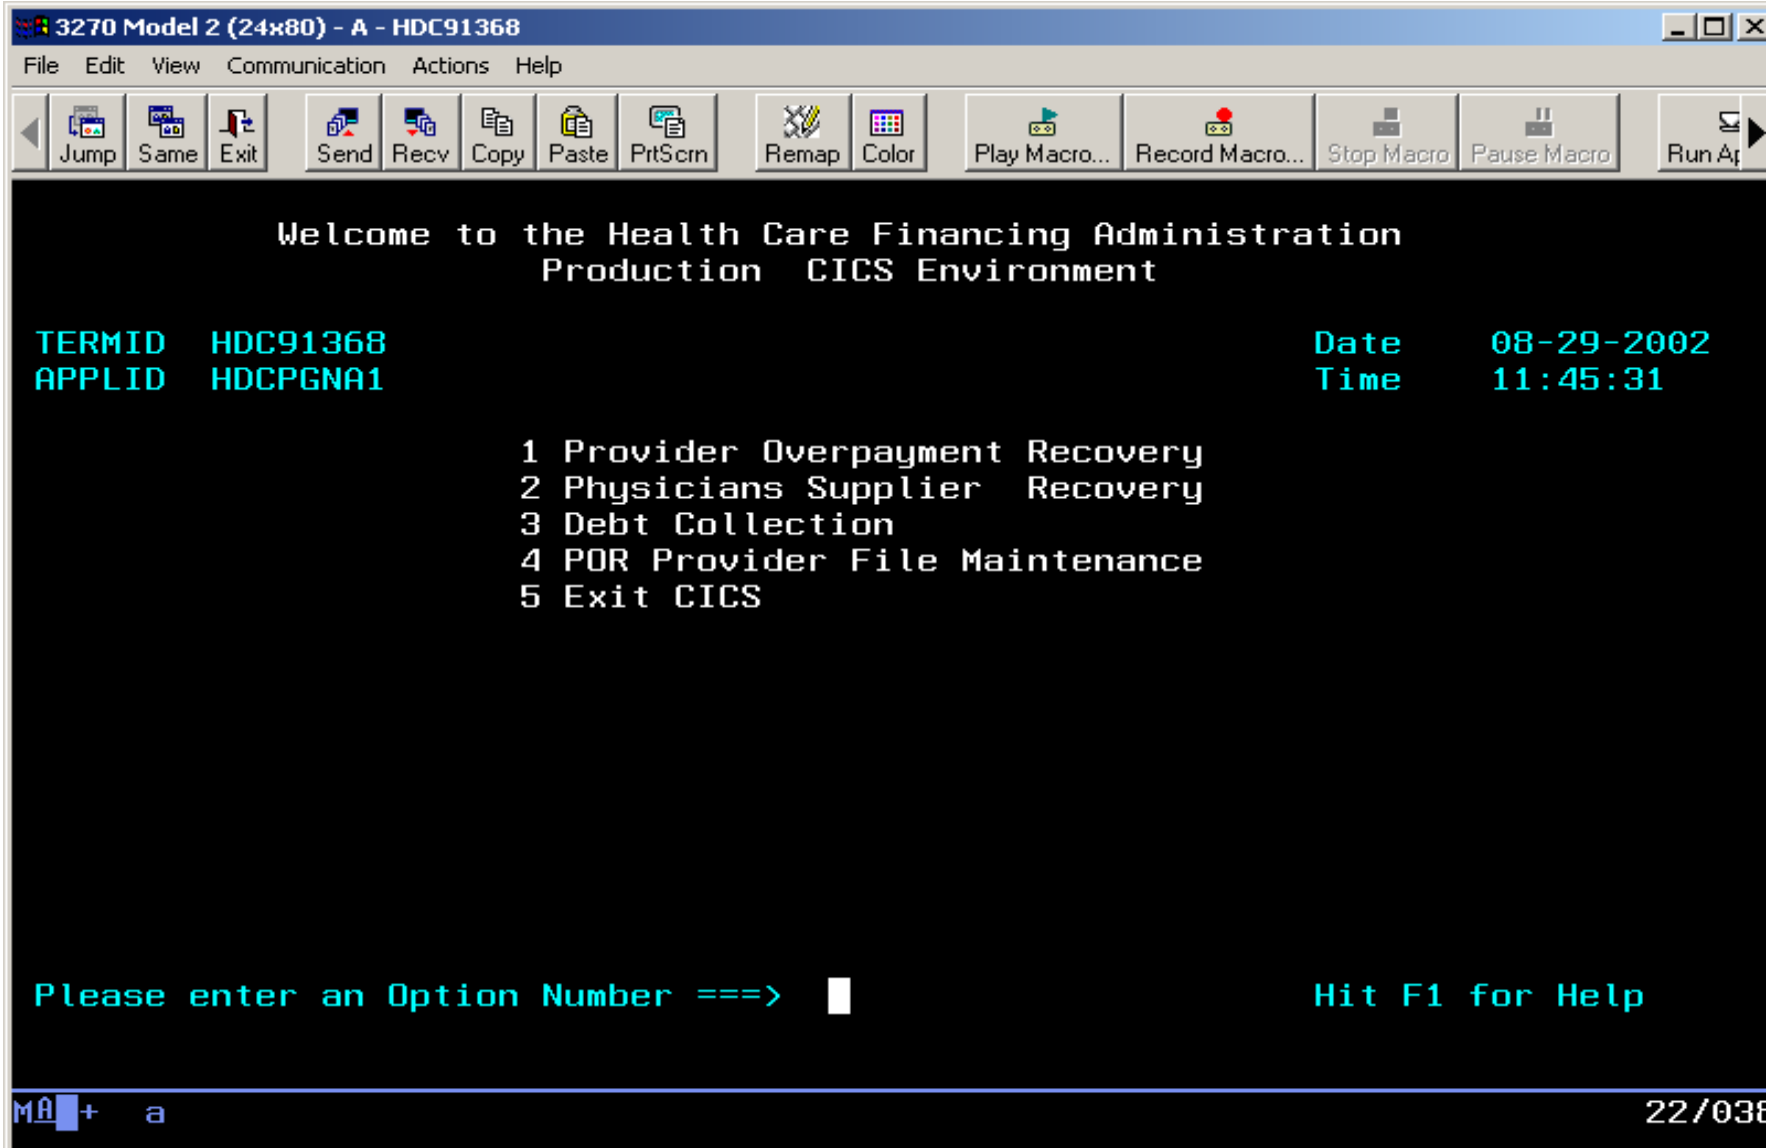 3270 Model 2 (24x80) - A - HDC91368
File Edit View Communication Actions Help
Jump Same Exit Send Recv Copy Paste PrtScrn Remap Color Play Macro... Record Macro... Stop Macro Pause Macro Run
Welcome to the Health Care Financing Administration
Production CICS Environment
TERMID HDC91368 Date 08-29-2002
APPLID HDCPGNA1 Time 11:45:31
1 Provider Overpayment Recovery
2 Physicians Supplier Recovery
3 Debt Collection
4 POR Provider File Maintenance
5 Exit CICS
Please enter an Option Number ===> Hit F1 for Help
MA + a 22/038